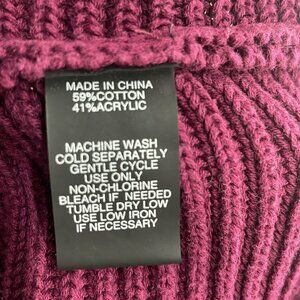 MADE IN CHINA
59%COTTON
41%ACRYLIC
MACHINE WASH
COLD SEPARATELY
GENTLE CYCLE
USE ONLY
NON-CHLORINE
BLEACH IF NEEDED
TUMBLE DRY LOW
USE LOW IRON
IF NECESSARY